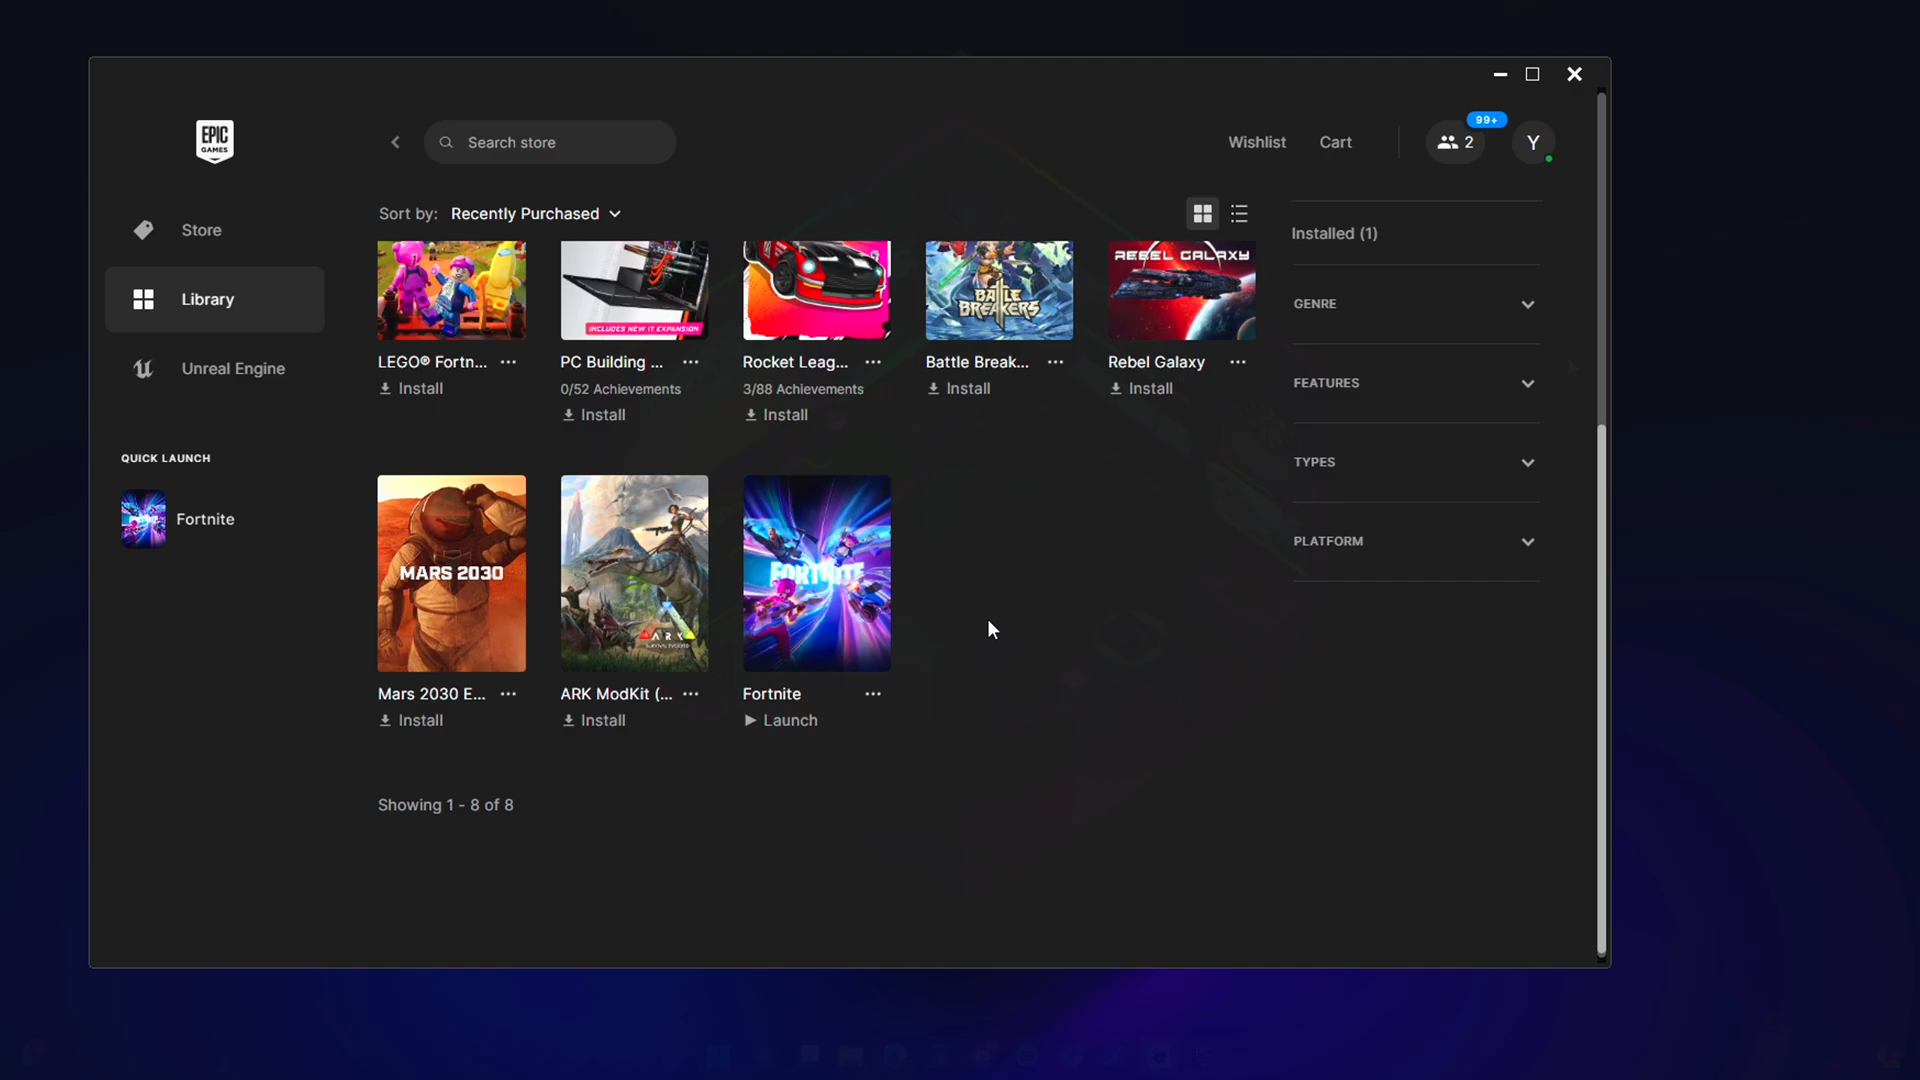 EPIC
GAMES
Search store
Wishlist
Cart
99+
2
Y
Sort by: Recently Purchased
Store
Library
Unreal Engine
QUICK LAUNCH
Fortnite
INCLUDES NEW IT EXPANSION
BATTLE
BREAKERS
REBEL GALAXY
LEGO® Fortn... ...
Install
PC Building ... ...
0/52 Achievements
Install
Rocket Leag... ...
3/88 Achievements
Install
Battle Break... ...
Install
Rebel Galaxy ...
Install
MARS 2030
ARK
SURVIVAL EVOLVED
FORTNITE
Mars 2030 E... ...
Install
ARK ModKit (... ...
Install
Fortnite ...
Launch
Showing 1 - 8 of 8
Installed (1)
GENRE
FEATURES
TYPES
PLATFORM